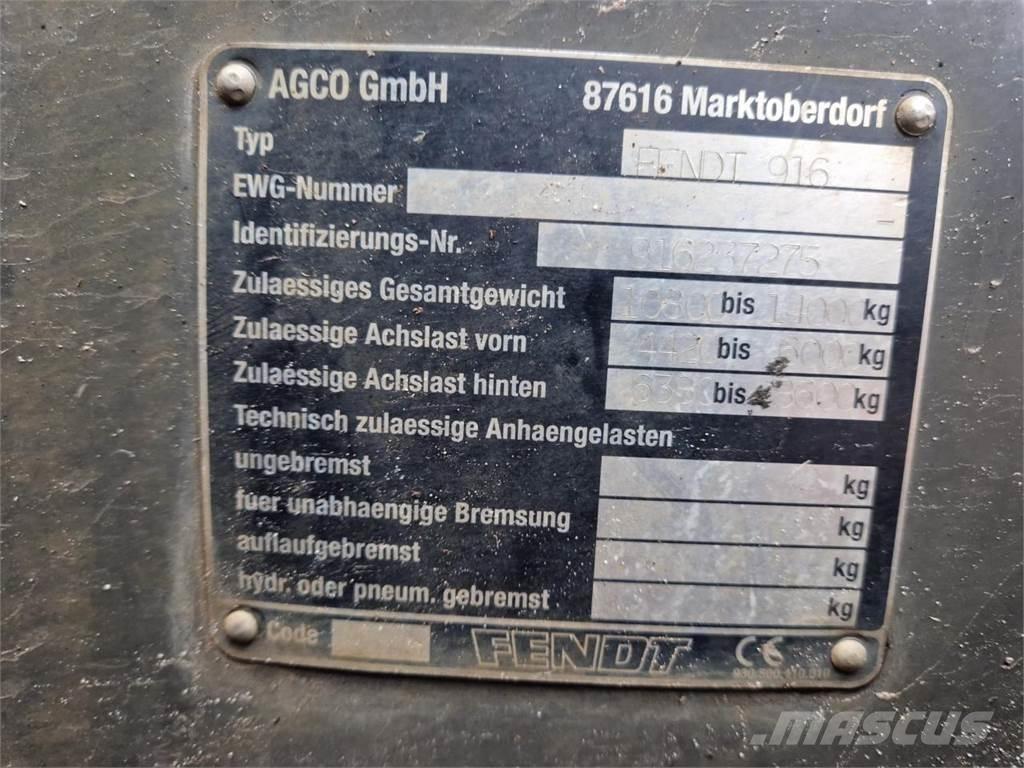 AGCO GmbH 87616 Marktoberdorf
Typ FENDT 916
EWG-Nummer -
Identifizierungs-Nr. 916237275
Zulaessiges Gesamtgewicht bis kg
Zulaessige Achslast vorn bis kg
Zulaessige Achslast hinten bis kg
Technisch zulaessige Anhaengelasten
ungebremst kg
fuer unabhaengige Bremsung kg
auflaufgebremst kg
hydr. oder pneum. gebremst kg
Code FENDT CE
MASCUS